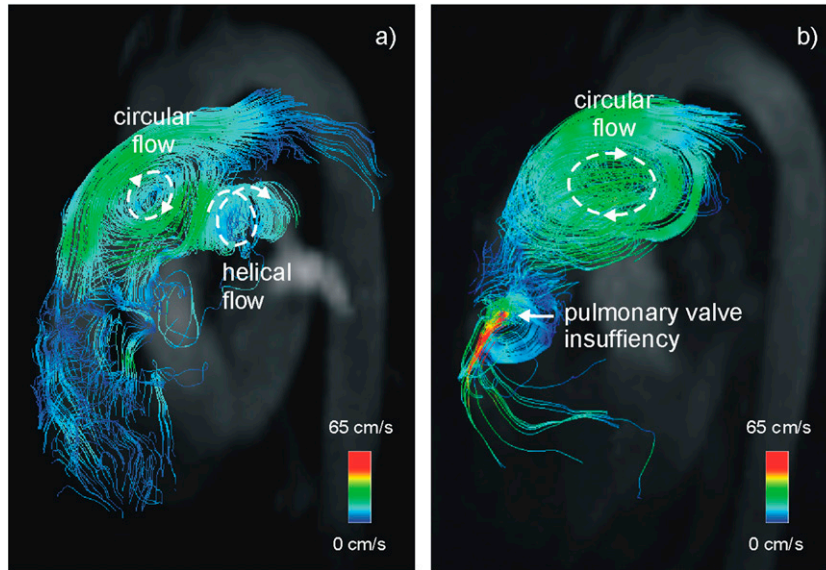 a)
circular
flow
helical
flow
65 cm/s
0 cm/s
b)
circular
flow
pulmonary valve
insuffiency
65 cm/s
0 cm/s